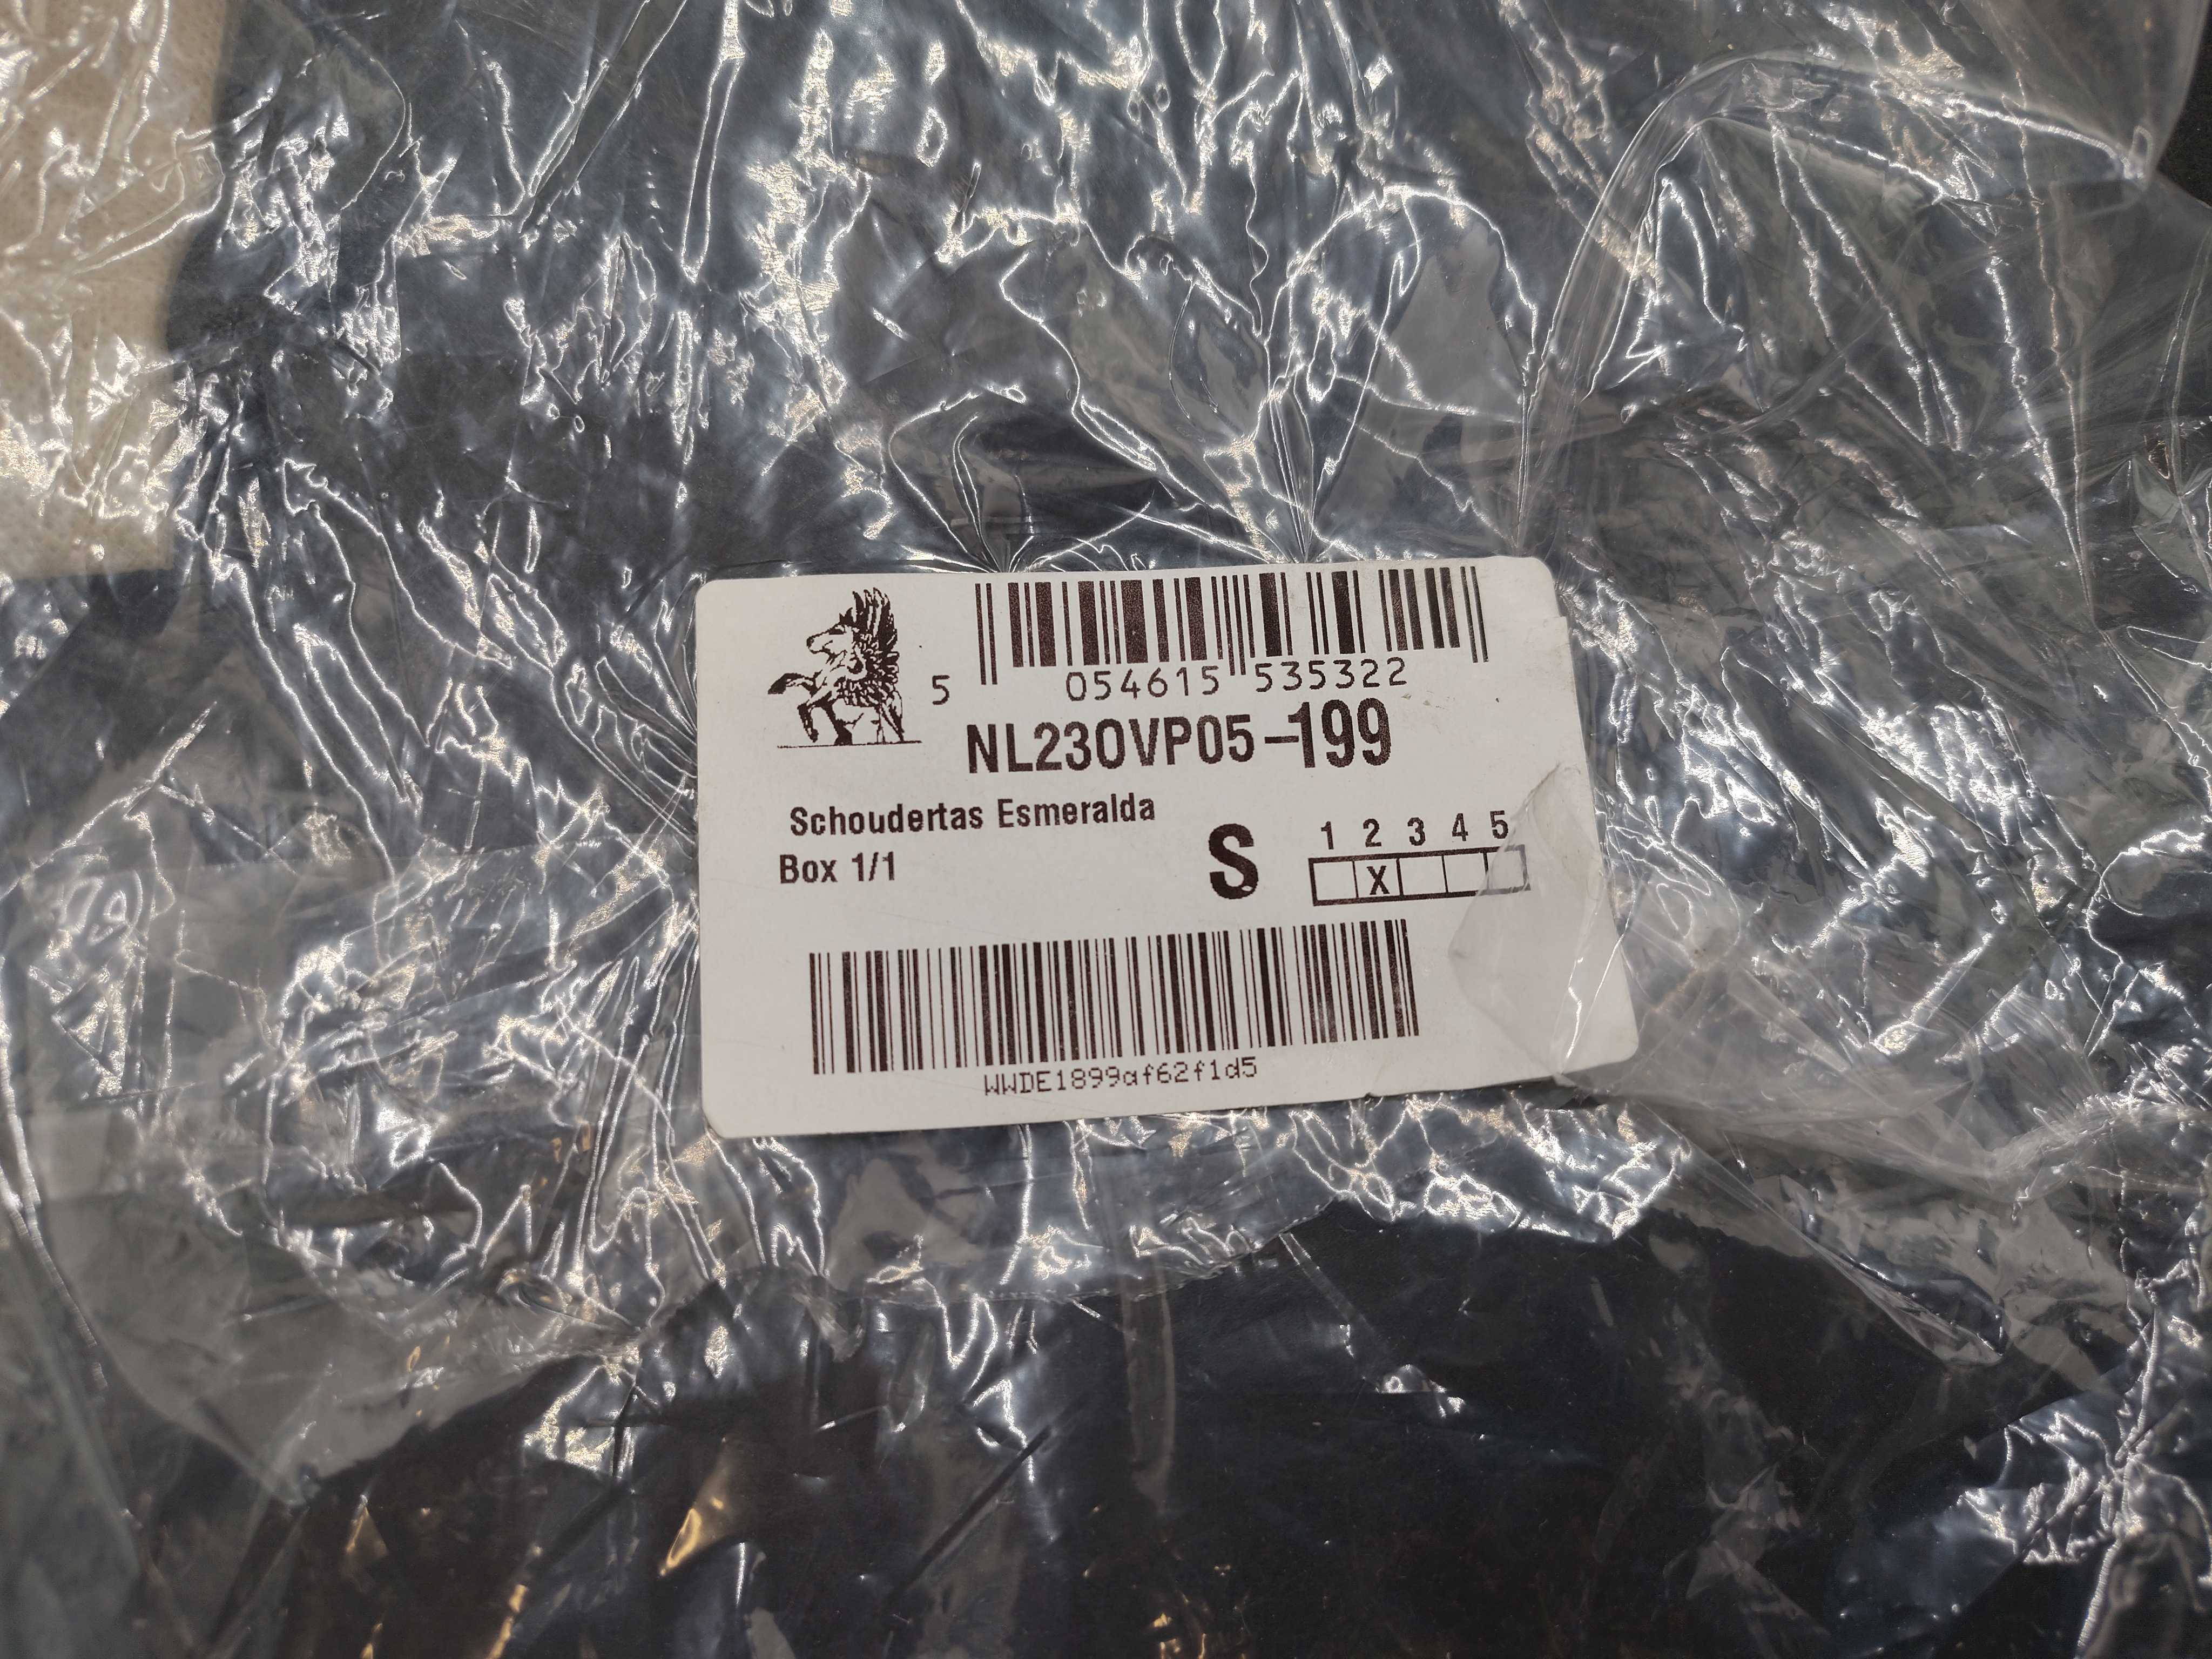 5 054615 535322
NL23OVP05-199
Schoudertas Esmeralda
Box 1/1
S
1 2 3 4 5
X
WWDE1899af62f1d5